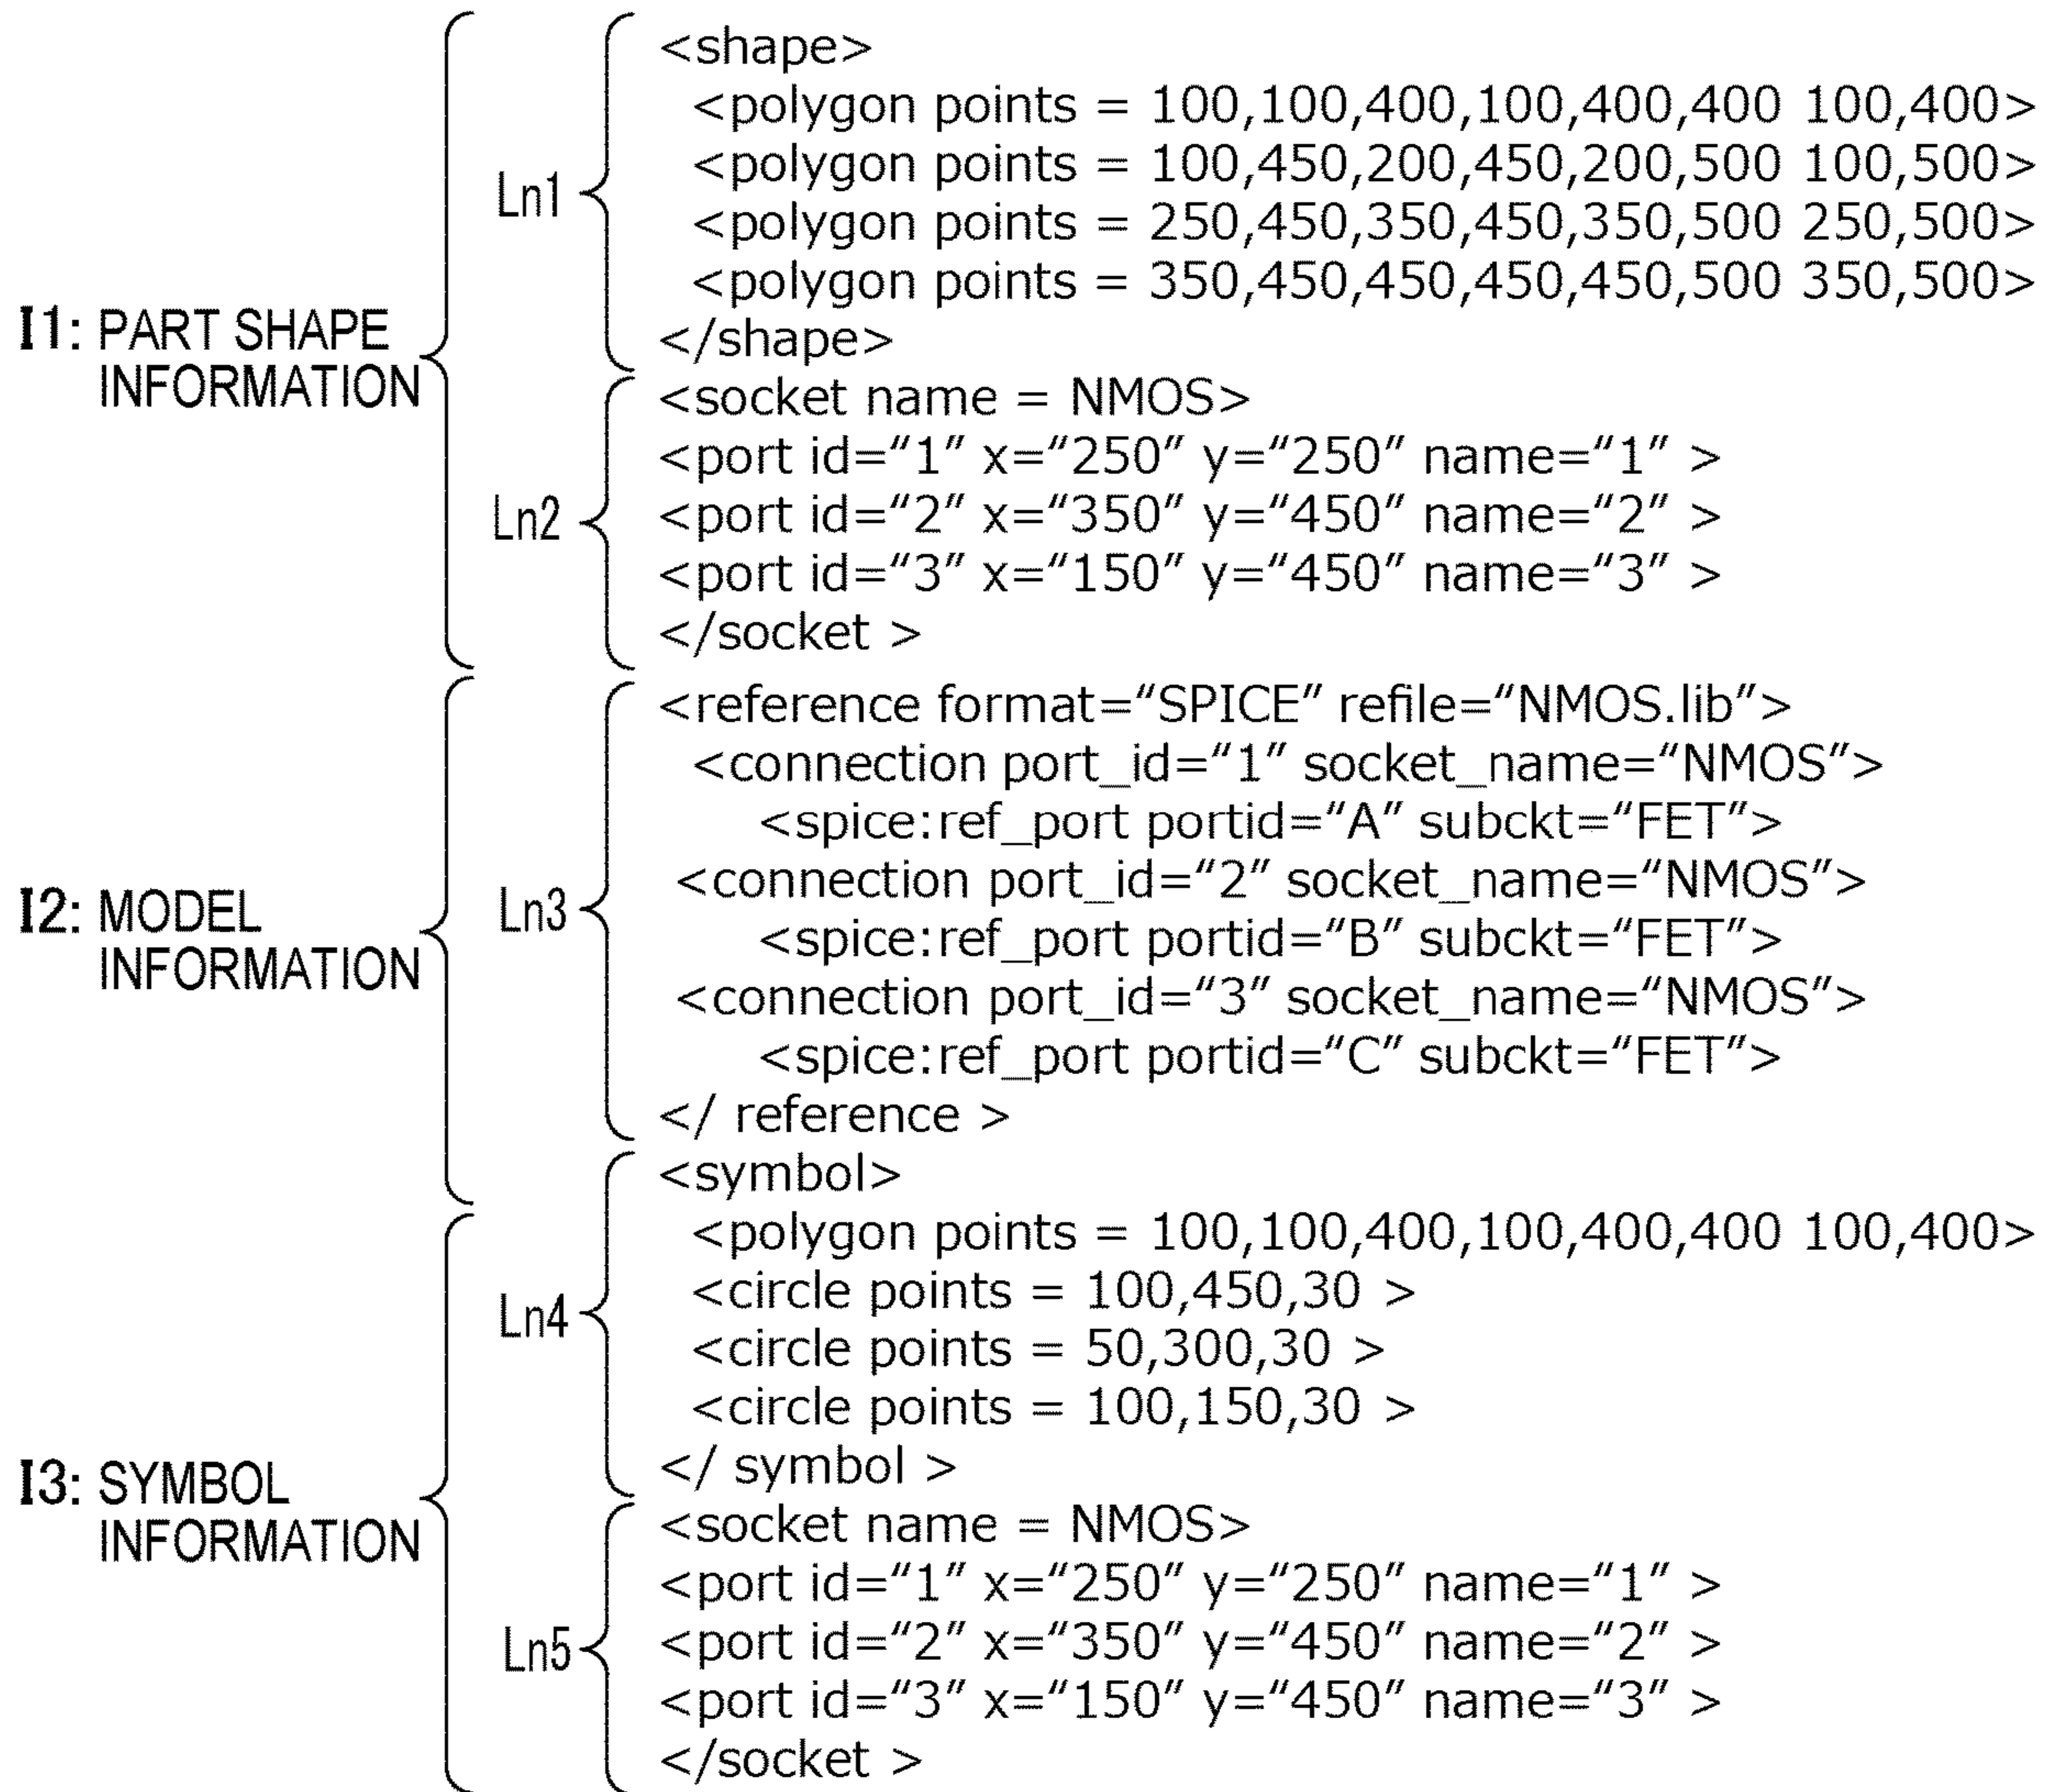 <shape>
<polygon points = 100,100,400,100,400,400 100,400>
<polygon points = 100,450,200,450,200,500 100,500>
Ln1
<polygon points = 250,450,350,450,350,500 250,500>
<polygon points = 350,450,450,450,450,500 350,500>
I1: PART SHAPE
INFORMATION
</shape>
<socket name = NMOS>
<port id="1" x="250" y="250" name="1" >
Ln2
<port id="2" x="350" y="450" name="2" >
<port id="3" x="150" y="450" name="3" >
</socket >
<reference format="SPICE" refile="NMOS.lib">
<connection port_id="1" socket_name="NMOS">
<spice:ref_port portid="A" subckt="FET">
I2: MODEL
INFORMATION
Ln3
<connection port_id="2" socket_name="NMOS">
<spice:ref_port portid="B" subckt="FET">
<connection port_id="3" socket_name="NMOS">
<spice:ref_port portid="C" subckt="FET">
</ reference >
<symbol>
<polygon points = 100,100,400,100,400,400 100,400>
Ln4
<circle points = 100,450,30 >
<circle points = 50,300,30 >
<circle points = 100,150,30 >
</ symbol >
I3: SYMBOL
INFORMATION
<socket name = NMOS>
<port id="1" x="250" y="250" name="1" >
Ln5
<port id="2" x="350" y="450" name="2" >
<port id="3" x="150" y="450" name="3" >
</socket >